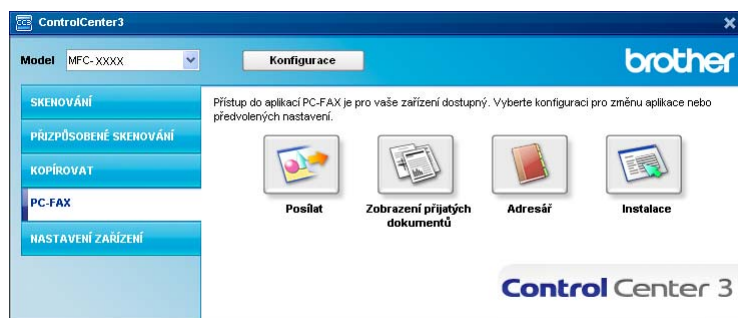 ControlCenter3
Model MFC-XXXX Konfigurace brother
SKENOVÁNÍ
PŘIZPŮSOBENÉ SKENOVÁNÍ
KOPÍROVAT
PC-FAX
NASTAVENÍ ZAŘÍZENÍ
Přístup do aplikací PC-FAX je pro vaše zařízení dostupný. Vyberte konfiguraci pro změnu aplikace nebo
předvolených nastavení.
Posílat Zobrazení přijatých Adresář Instalace
dokumentů
Control Center 3